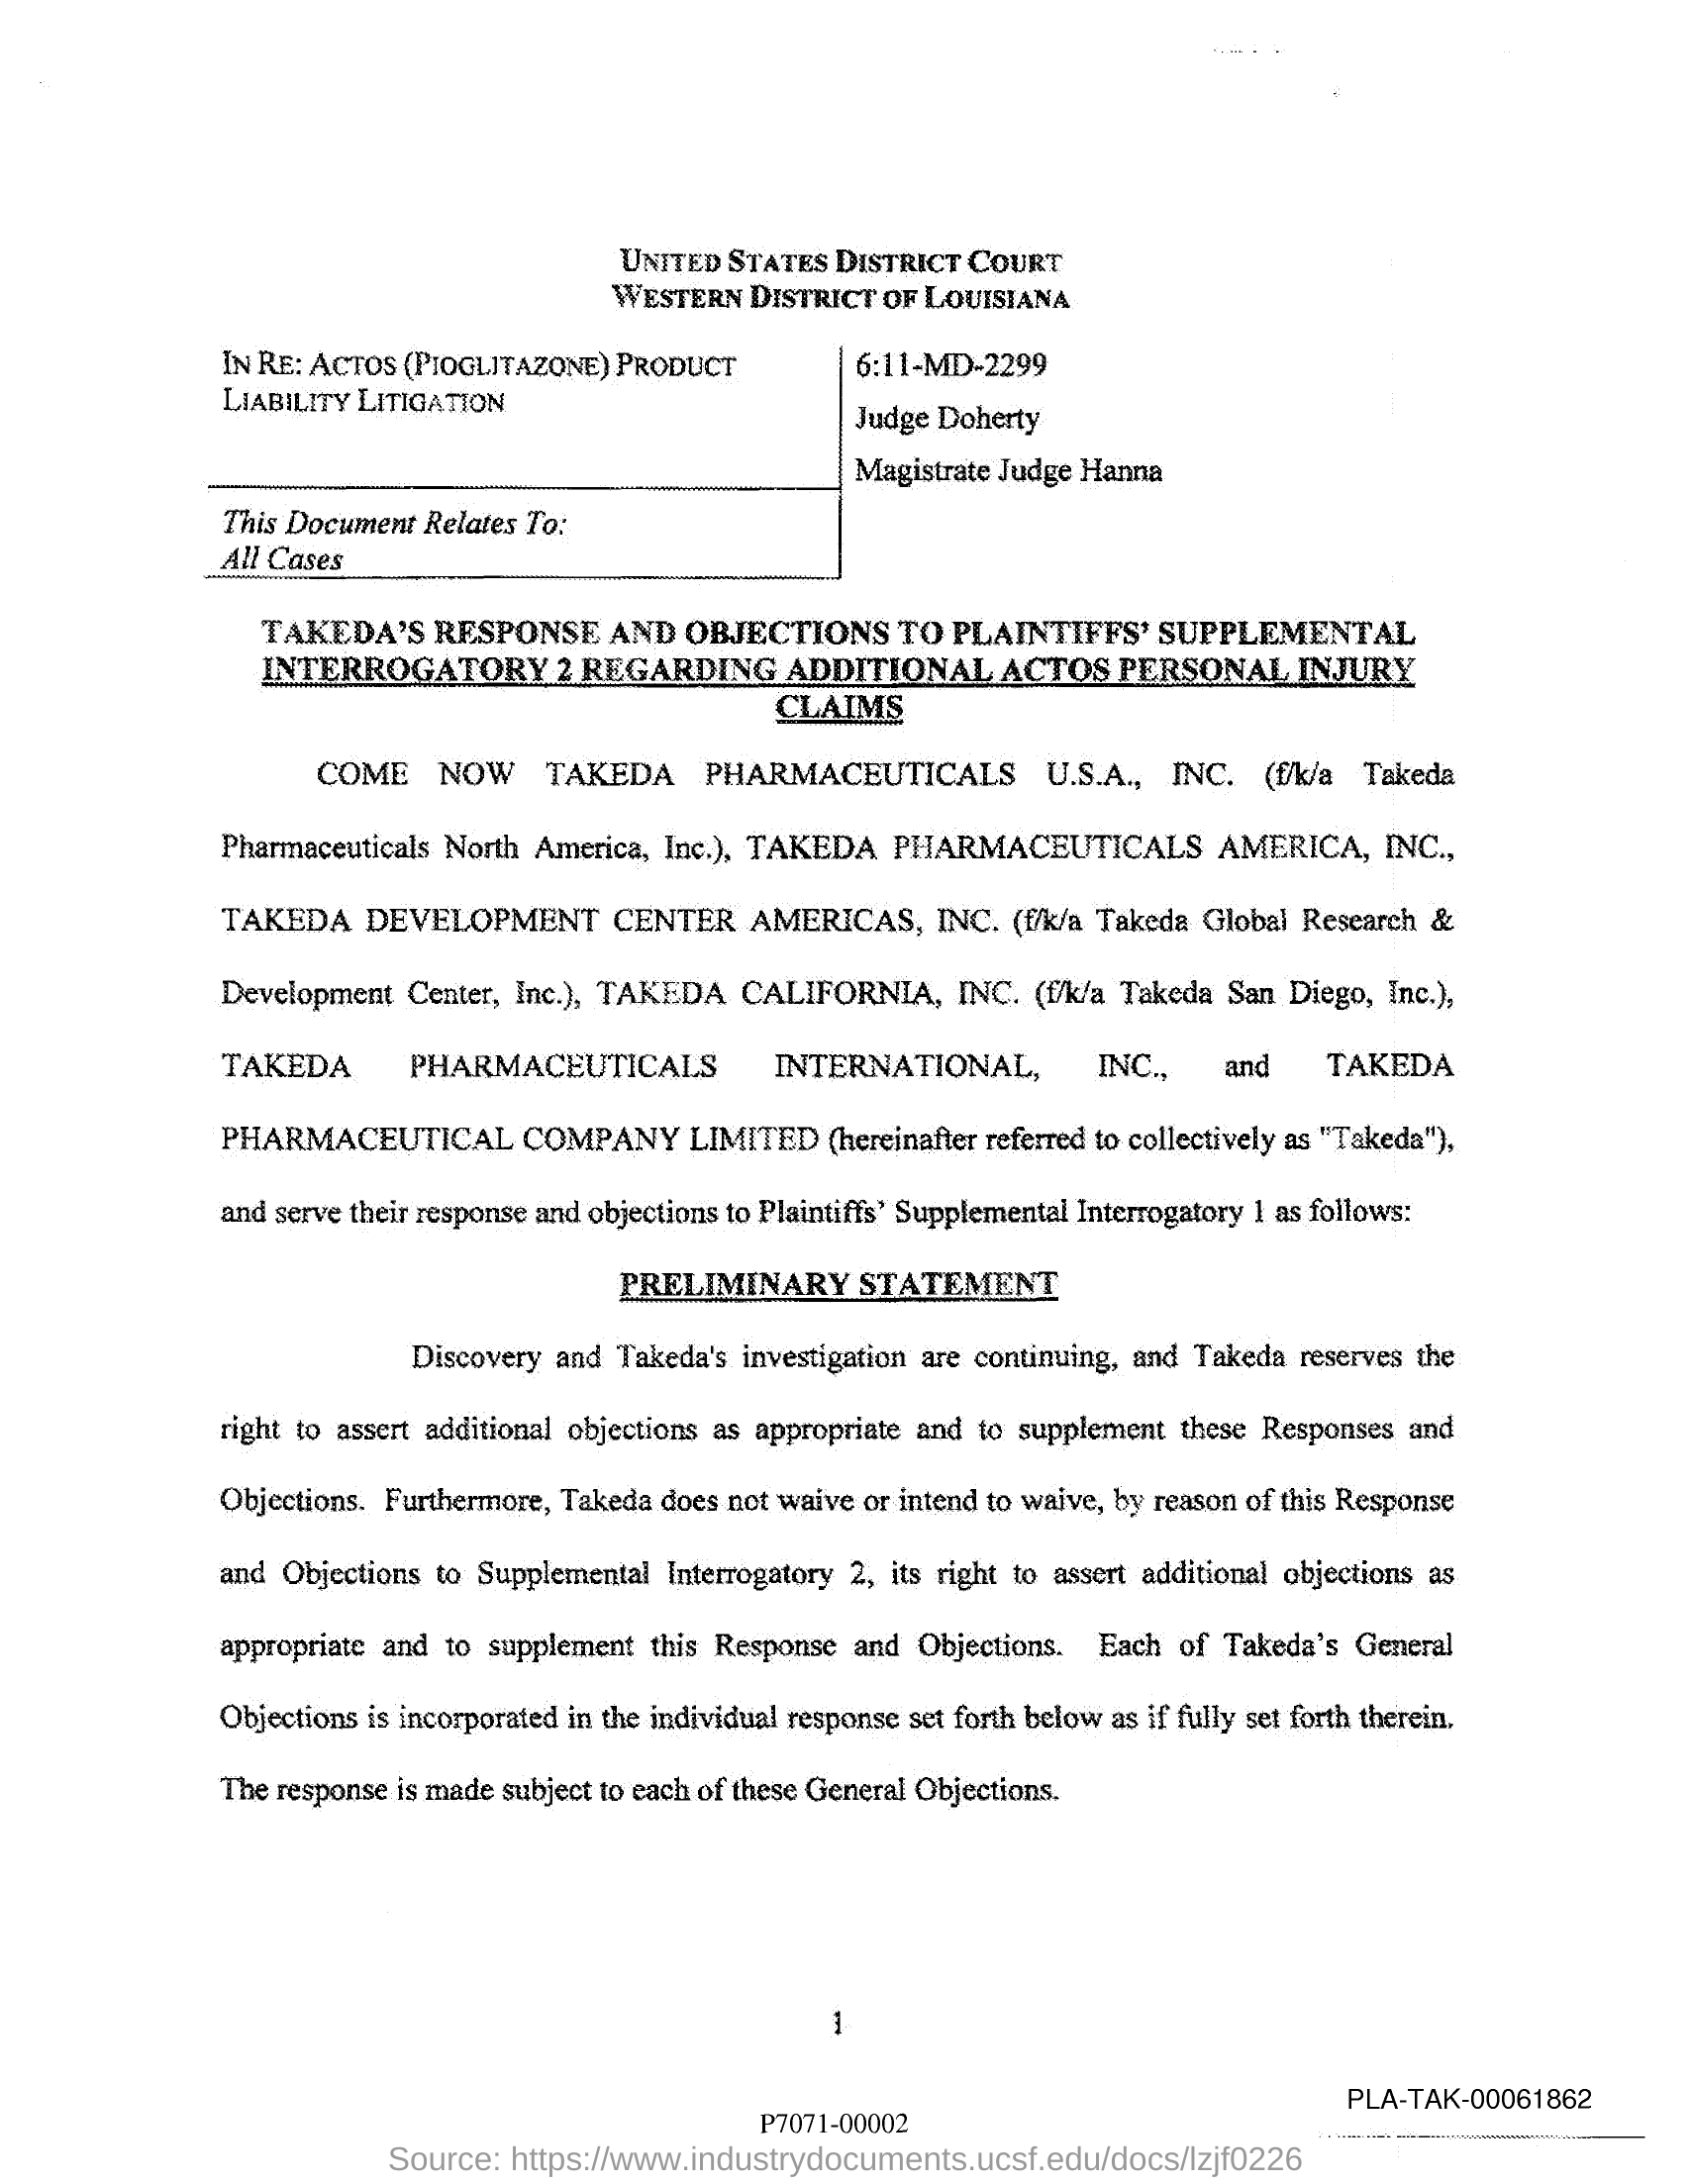 UNITED STATES DISTRICT COURT
WESTERN DISTRICT OF LOUISIANA
IN RE: ACTOS (PIOGLITAZONE) PRODUCT
LIABILITY LITIGATION
6:11-MD-2299
Judge Doherty
Magistrate Judge Hanna
This Document Relates To:
All Cases
TAKEDA'S RESPONSE AND OBJECTIONS TO PLAINTIFFS' SUPPLEMENTAL
INTERROGATORY 2 REGARDING ADDITIONAL ACTOS PERSONAL INJURY
CLAIMS
COME NOW TAKEDA PHARMACEUTICALS U.S.A., INC. (f/k/a Takeda
Pharmaceuticals North America, Inc.), TAKEDA PHARMACEUTICALS AMERICA, INC.,
TAKEDA DEVELOPMENT CENTER AMERICAS, INC. (f/k/a Takeda Global Research &
Development Center, Inc.), TAKEDA CALIFORNIA, INC. (f/k/a Takeda San Diego, Inc.),
TAKEDA PHARMACEUTICALS INTERNATIONAL, INC., and TAKEDA
PHARMACEUTICAL COMPANY LIMITED (hereinafter referred to collectively as "Takeda"),
and serve their response and objections to Plaintiffs' Supplemental Interrogatory 1 as follows:
PRELIMINARY STATEMENT
Discovery and Takeda's investigation are continuing, and Takeda reserves the
right to assert additional objections as appropriate and to supplement these Responses and
Objections. Furthermore, Takeda does not waive or intend to waive, by reason of this Response
and Objections to Supplemental Interrogatory 2, its right to assert additional objections as
appropriate and to supplement this Response and Objections. Each of Takeda's General
Objections is incorporated in the individual response set forth below as if fully set forth therein.
The response is made subject to each of these General Objections.
1
PLA-TAK-00061862
P7071-00002
Source: https://www.industrydocuments.ucsf.edu/docs/lzjf0226